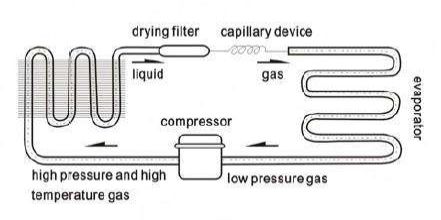 drying filter
capillary device
liquid
gas
evaporator
compressor
high pressure and high
temperature gas
low pressure gas